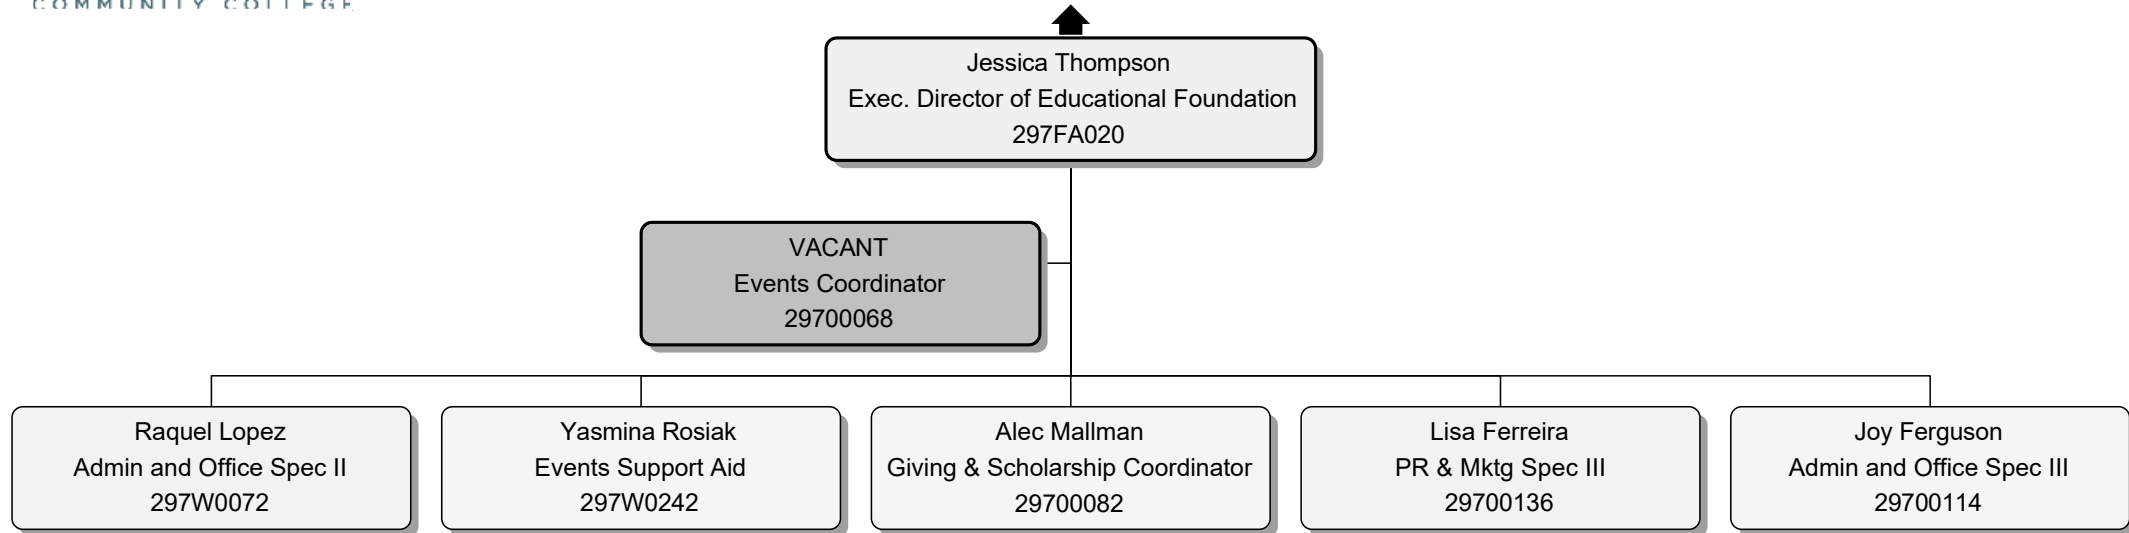 COMMUNITY COLLEGE
Jessica Thompson
Exec. Director of Educational Foundation
297FA020
VACANT
Events Coordinator
29700068
Raquel Lopez
Admin and Office Spec II
297W0072
Yasmina Rosiak
Events Support Aid
297W0242
Alec Mallman
Giving & Scholarship Coordinator
29700082
Lisa Ferreira
PR & Mktg Spec III
29700136
Joy Ferguson
Admin and Office Spec III
29700114